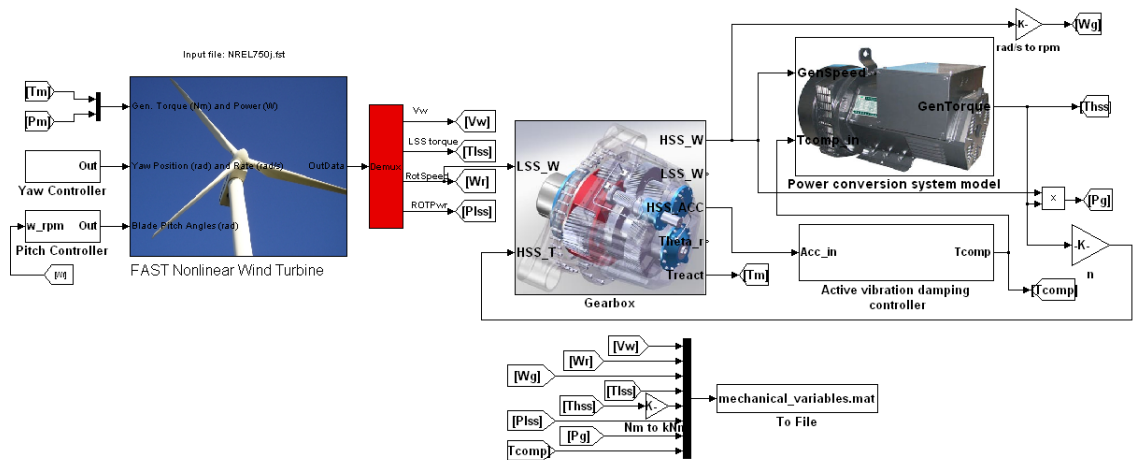 Input file: NREL750j.fst
[Tm]
[Pm]
Gen. Torque (Nm) and Power (W)
Out
Yaw Controller
Yaw Position (rad) and Rate (rad/s)
OutData
w_rpm
Out
Pitch Controller
Blade Pitch Angles (rad)
[Wr]
FAST Nonlinear Wind Turbine
Demux
Vw
[Vw]
LSS torque
[Tlss]
RotSpeed
[Wr]
ROTPwr
[Plss]
LSS_W
HSS_T
HSS_W
LSS_W
HSS_ACC
Theta_r
Treact
Gearbox
[Tm]
K-
rad/s to rpm
[Wg]
GenSpeed
GenTorque
Tcomp_in
Power conversion system model
[Thss]
x
[Pg]
-K-
n
Acc_in
Tcomp
Active vibration damping
controller
[Tcomp]
[Vw]
[Wr]
[Wg]
[Tlss]
[Thss]
K-
Nm to kNm
[Plss]
[Pg]
Tcomp]
mechanical_variables.mat
To File